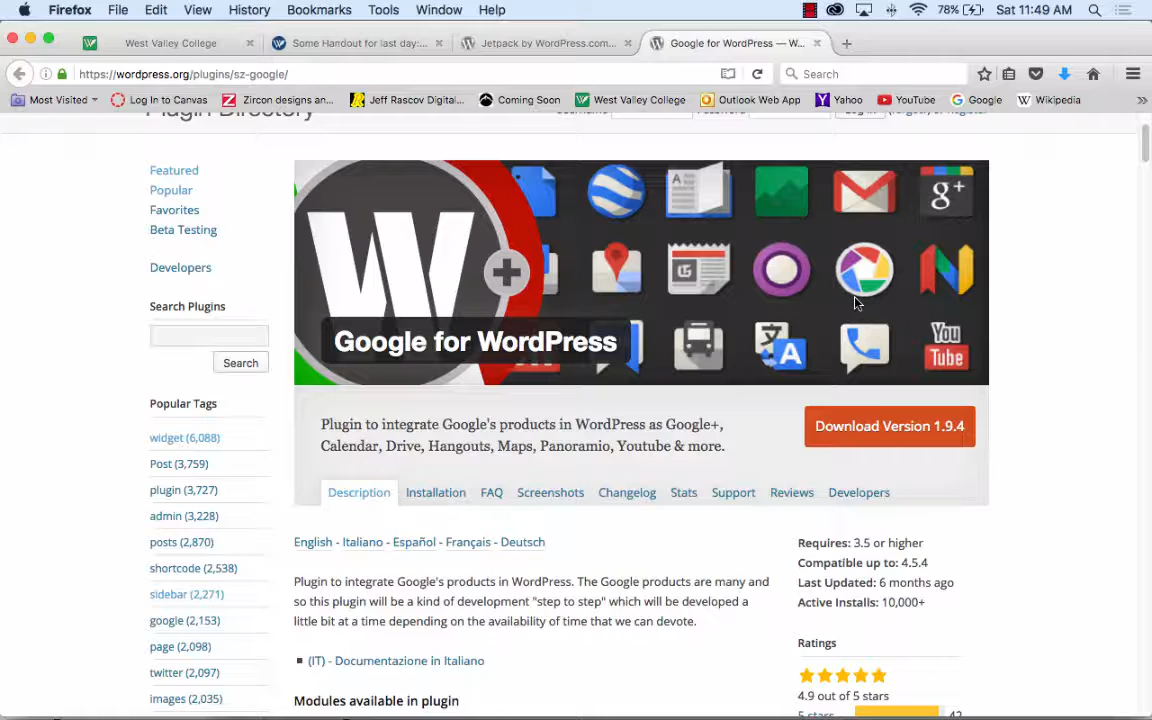 Firefox File Edit View History Bookmarks Tools Window Help 78% Sat 11:49 AM
West Valley College Some Handout for last day:... Jetpack by WordPress.com... Google for WordPress — W...
https://wordpress.org/plugins/sz-google/ Search
Most Visited Log In to Canvas Zircon designs an... Jeff Rascov Digital... Coming Soon West Valley College Outlook Web App Yahoo YouTube Google Wikipedia
Plugin Directory
Featured
Popular
Favorites
Beta Testing
Developers
Search Plugins
Search
Popular Tags
widget (6,088)
Post (3,759)
plugin (3,727)
admin (3,228)
posts (2,870)
shortcode (2,538)
sidebar (2,271)
google (2,153)
page (2,098)
twitter (2,097)
images (2,035)
You
Tube
Google for WordPress
Plugin to integrate Google's products in WordPress as Google+,
Calendar, Drive, Hangouts, Maps, Panoramio, Youtube & more.
Download Version 1.9.4
Description Installation FAQ Screenshots Changelog Stats Support Reviews Developers
English - Italiano - Español - Français - Deutsch
Plugin to integrate Google's products in WordPress. The Google products are many and
so this plugin will be a kind of development "step to step" which will be developed a
little bit at a time depending on the availability of time that we can devote.
(IT) - Documentazione in Italiano
Modules available in plugin
Requires: 3.5 or higher
Compatible up to: 4.5.4
Last Updated: 6 months ago
Active Installs: 10,000+
Ratings
4.9 out of 5 stars
5 stars 42